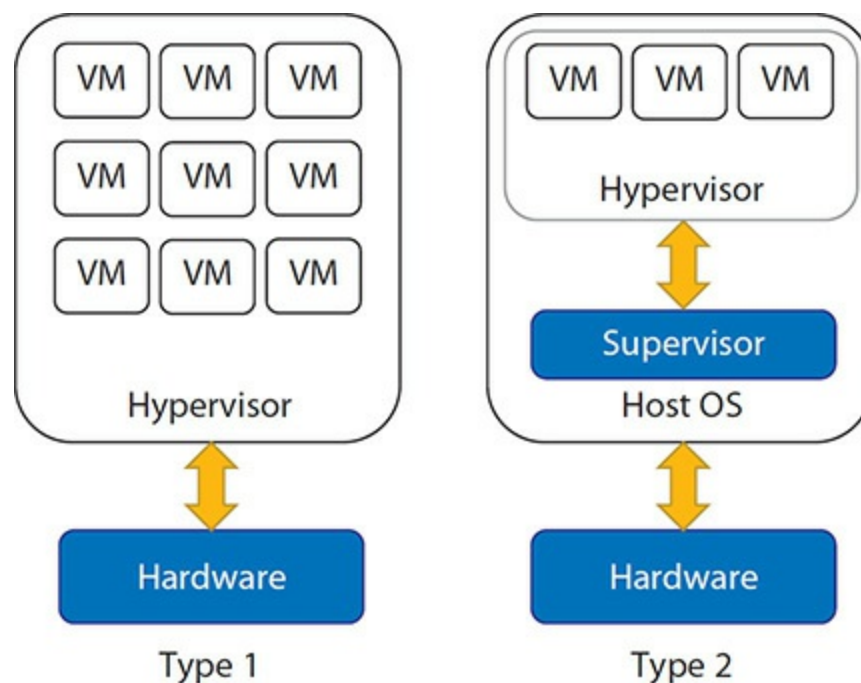 VM VM VM
VM VM VM
VM VM VM
Hypervisor
Hardware
Type 1
VM VM VM
Hypervisor
Supervisor
Host OS
Hardware
Type 2